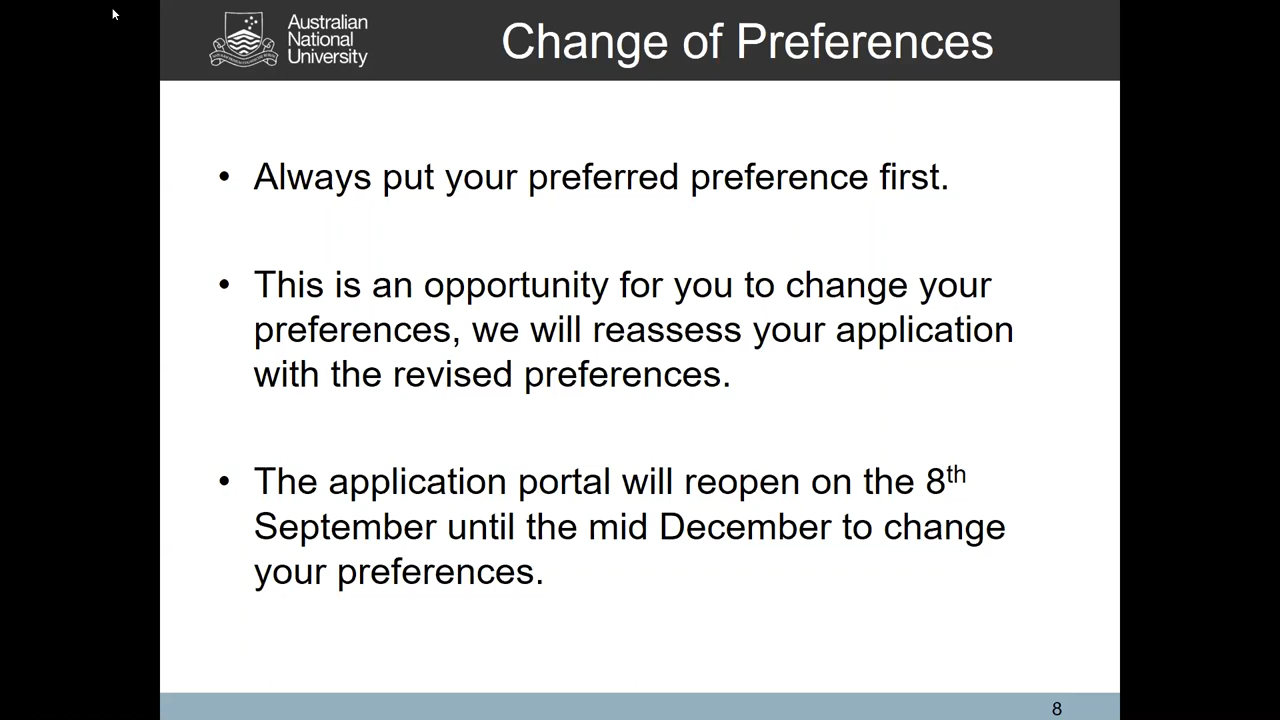 Australian
National
University
Change of Preferences
• Always put your preferred preference first.
• This is an opportunity for you to change your
preferences, we will reassess your application
with the revised preferences.
• The application portal will reopen on the 8th
September until the mid December to change
your preferences.
8